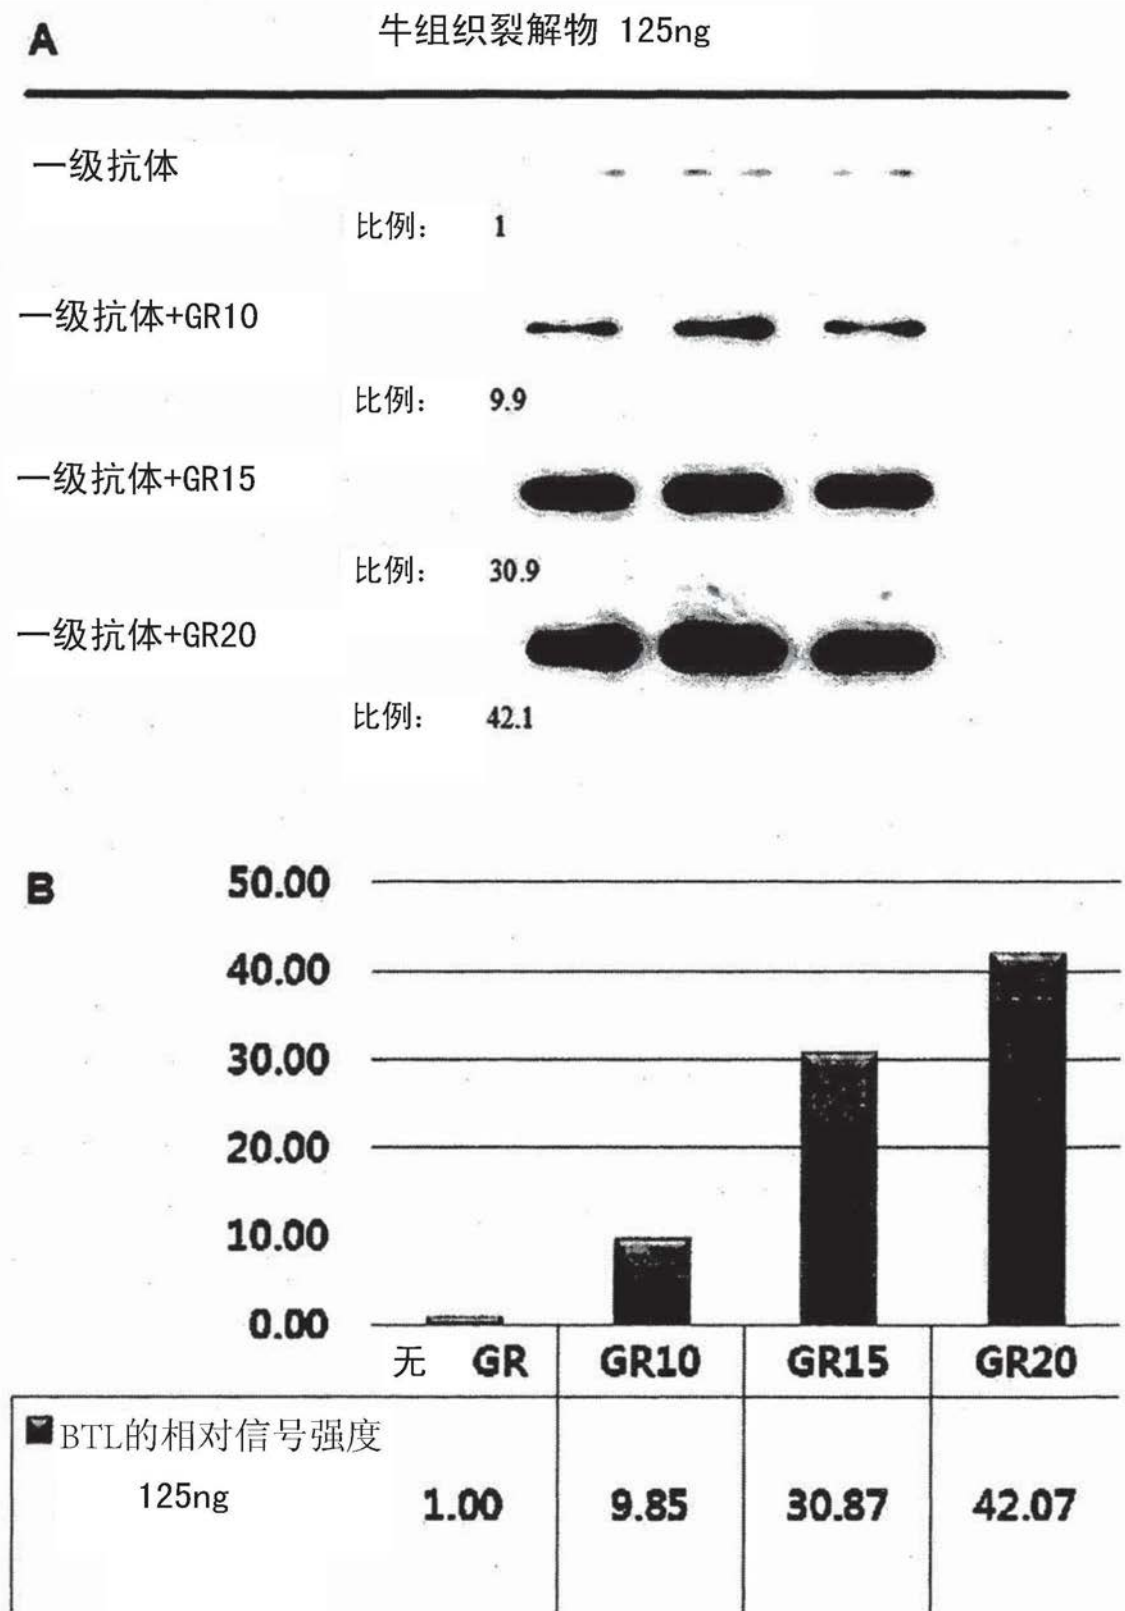 A
牛组织裂解物 125ng
一级抗体
比例: 1
一级抗体+GR10
比例: 9.9
一级抗体+GR15
比例: 30.9
一级抗体+GR20
比例: 42.1
B
50.00
40.00
30.00
20.00
10.00
0.00
无 GR GR10 GR15 GR20
BTL的相对信号强度
125ng 1.00 9.85 30.87 42.07